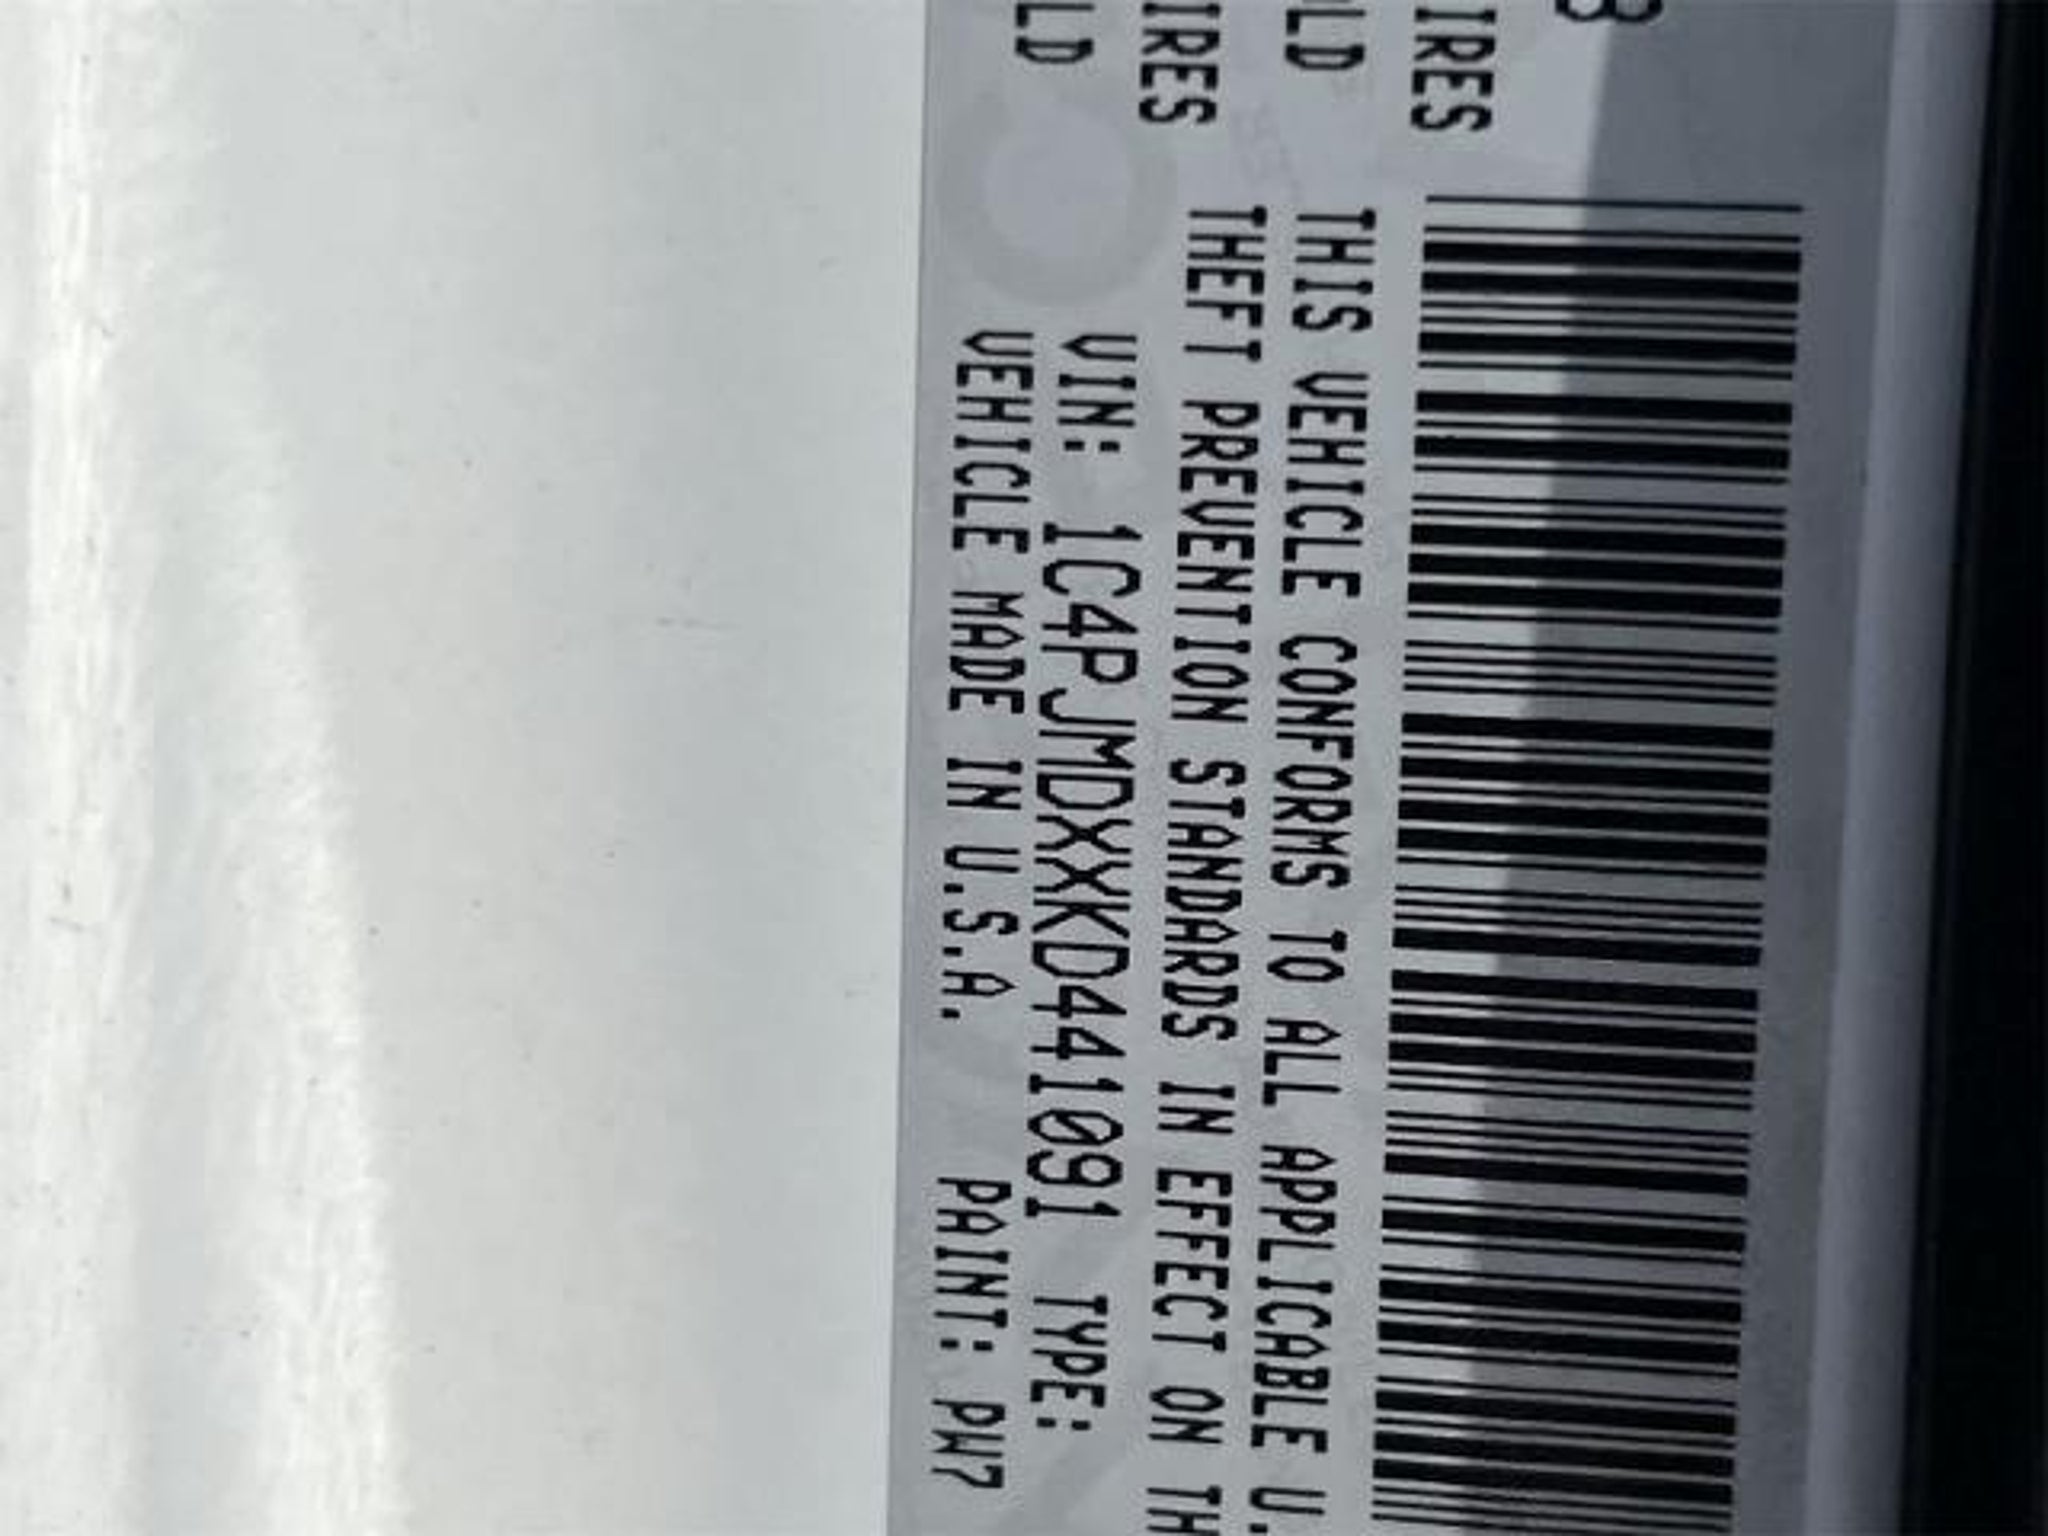 8
IRES
LD
IRES
LD
THIS VEHICLE CONFORMS TO ALL APPLICABLE U.
THEFT PREVENTION STANDARDS IN EFFECT ON TH
VIN: 1C4PJMDXXKD441091 TYPE:
VEHICLE MADE IN U.S.A. PAINT: PW7